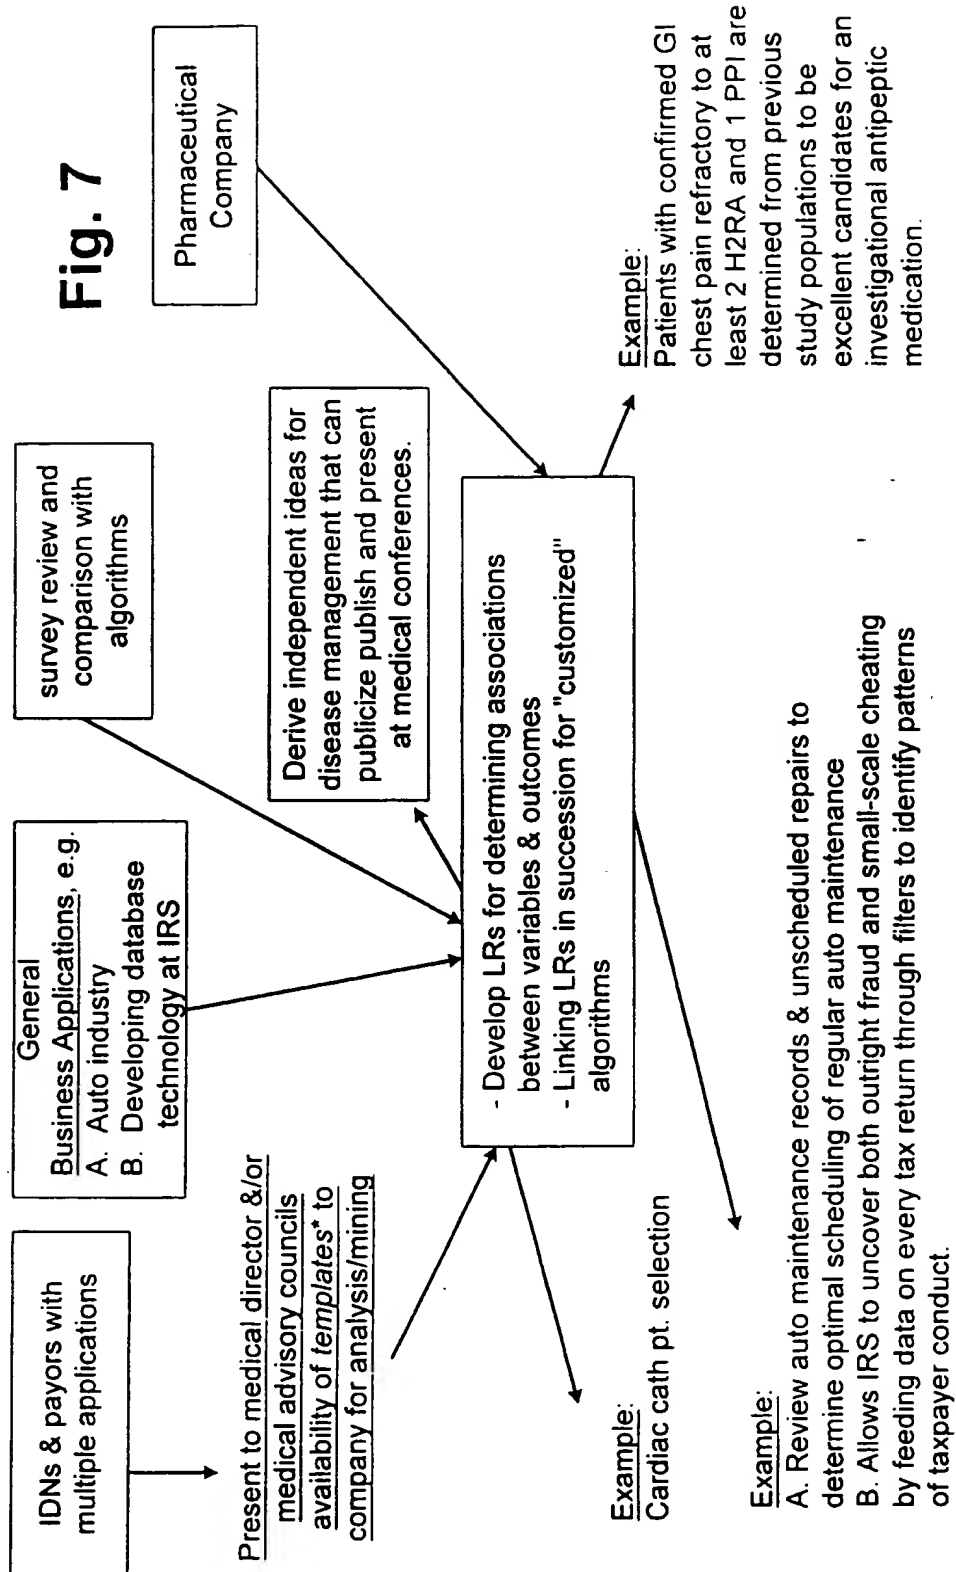 Fig. 7
IDNs & payors with
multiple applications
General
Business Applications, e.g.
A. Auto industry
B. Developing database
technology at IRS
survey review and
comparison with
algorithms
Pharmaceutical
Company
Present to medical director &/or
medical advisory councils
availability of templates* to
company for analysis/mining
Derive independent ideas for
disease management that can
publicize publish and present
at medical conferences.
- Develop LRs for determining associations
between variables & outcomes
- Linking LRs in succession for "customized"
algorithms
Example:
Cardiac cath pt. selection
Example:
Patients with confirmed GI
chest pain refractory to at
least 2 H2RA and 1 PPI are
determined from previous
study populations to be
excellent candidates for an
investigational antipeptic
medication.
Example:
A. Review auto maintenance records & unscheduled repairs to
determine optimal scheduling of regular auto maintenance
B. Allows IRS to uncover both outright fraud and small-scale cheating
by feeding data on every tax return through filters to identify patterns
of taxpayer conduct.